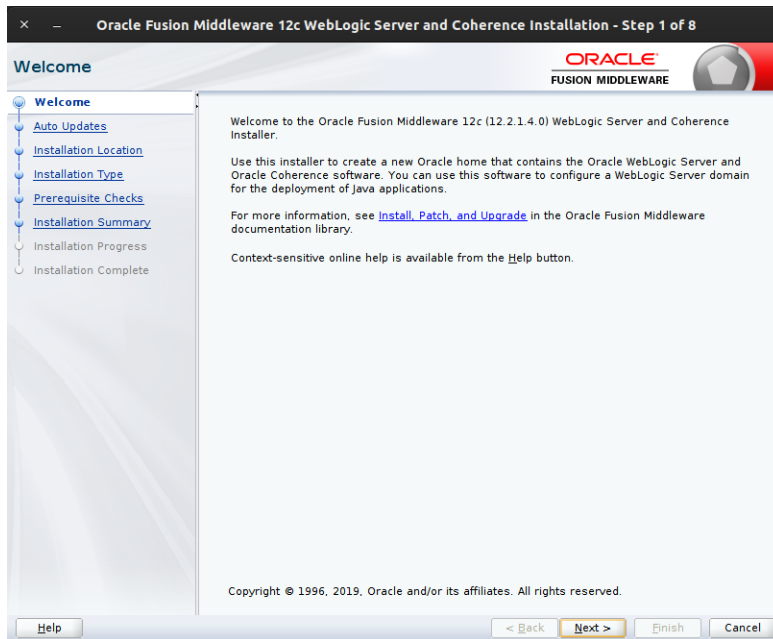 Oracle Fusion Middleware 12c WebLogic Server and Coherence Installation - Step 1 of 8
Welcome
ORACLE
FUSION MIDDLEWARE
Welcome
Auto Updates
Installation Location
Installation Type
Prerequisite Checks
Installation Summary
Installation Progress
Installation Complete
Welcome to the Oracle Fusion Middleware 12c (12.2.1.4.0) WebLogic Server and Coherence
Installer.
Use this installer to create a new Oracle home that contains the Oracle WebLogic Server and
Oracle Coherence software. You can use this software to configure a WebLogic Server domain
for the deployment of Java applications.
For more information, see Install, Patch, and Upgrade in the Oracle Fusion Middleware
documentation library.
Context-sensitive online help is available from the Help button.
Copyright © 1996, 2019, Oracle and/or its affiliates. All rights reserved.
Help
< Back
Next >
Finish
Cancel